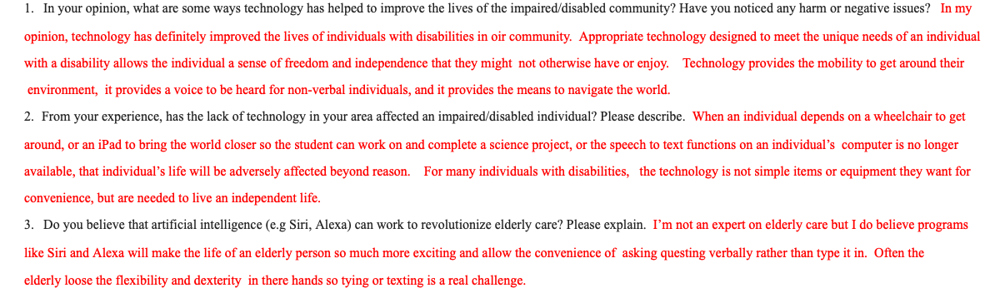 1. In your opinion, what are some ways technology has helped to improve the lives of the impaired/disabled community? Have you noticed any harm or negative issues? In my
opinion, technology has definitely improved the lives of individuals with disabilities in oir community. Appropriate technology designed to meet the unique needs of an individual
with a disability allows the individual a sense of freedom and independence that they might not otherwise have or enjoy. Technology provides the mobility to get around their
environment, it provides a voice to be heard for non-verbal individuals, and it provides the means to navigate the world.
2. From your experience, has the lack of technology in your area affected an impaired/disabled individual? Please describe. When an individual depends on a wheelchair to get
around, or an iPad to bring the world closer so the student can work on and complete a science project, or the speech to text functions on an individual’s computer is no longer
available, that individual’s life will be adversely affected beyond reason. For many individuals with disabilities, the technology is not simple items or equipment they want for
convenience, but are needed to live an independent life.
3. Do you believe that artificial intelligence (e.g Siri, Alexa) can work to revolutionize elderly care? Please explain. I’m not an expert on elderly care but I do believe programs
like Siri and Alexa will make the life of an elderly person so much more exciting and allow the convenience of asking questing verbally rather than type it in. Often the
elderly loose the flexibility and dexterity in there hands so tying or texting is a real challenge.